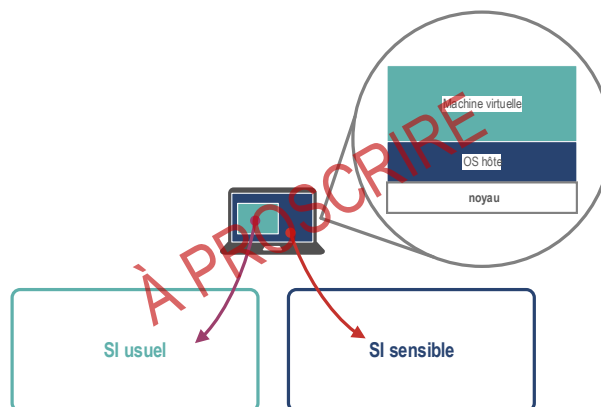 Machine virtuelle
OS hôte
noyau
À PROSCRIRE
SI usuel
SI sensible